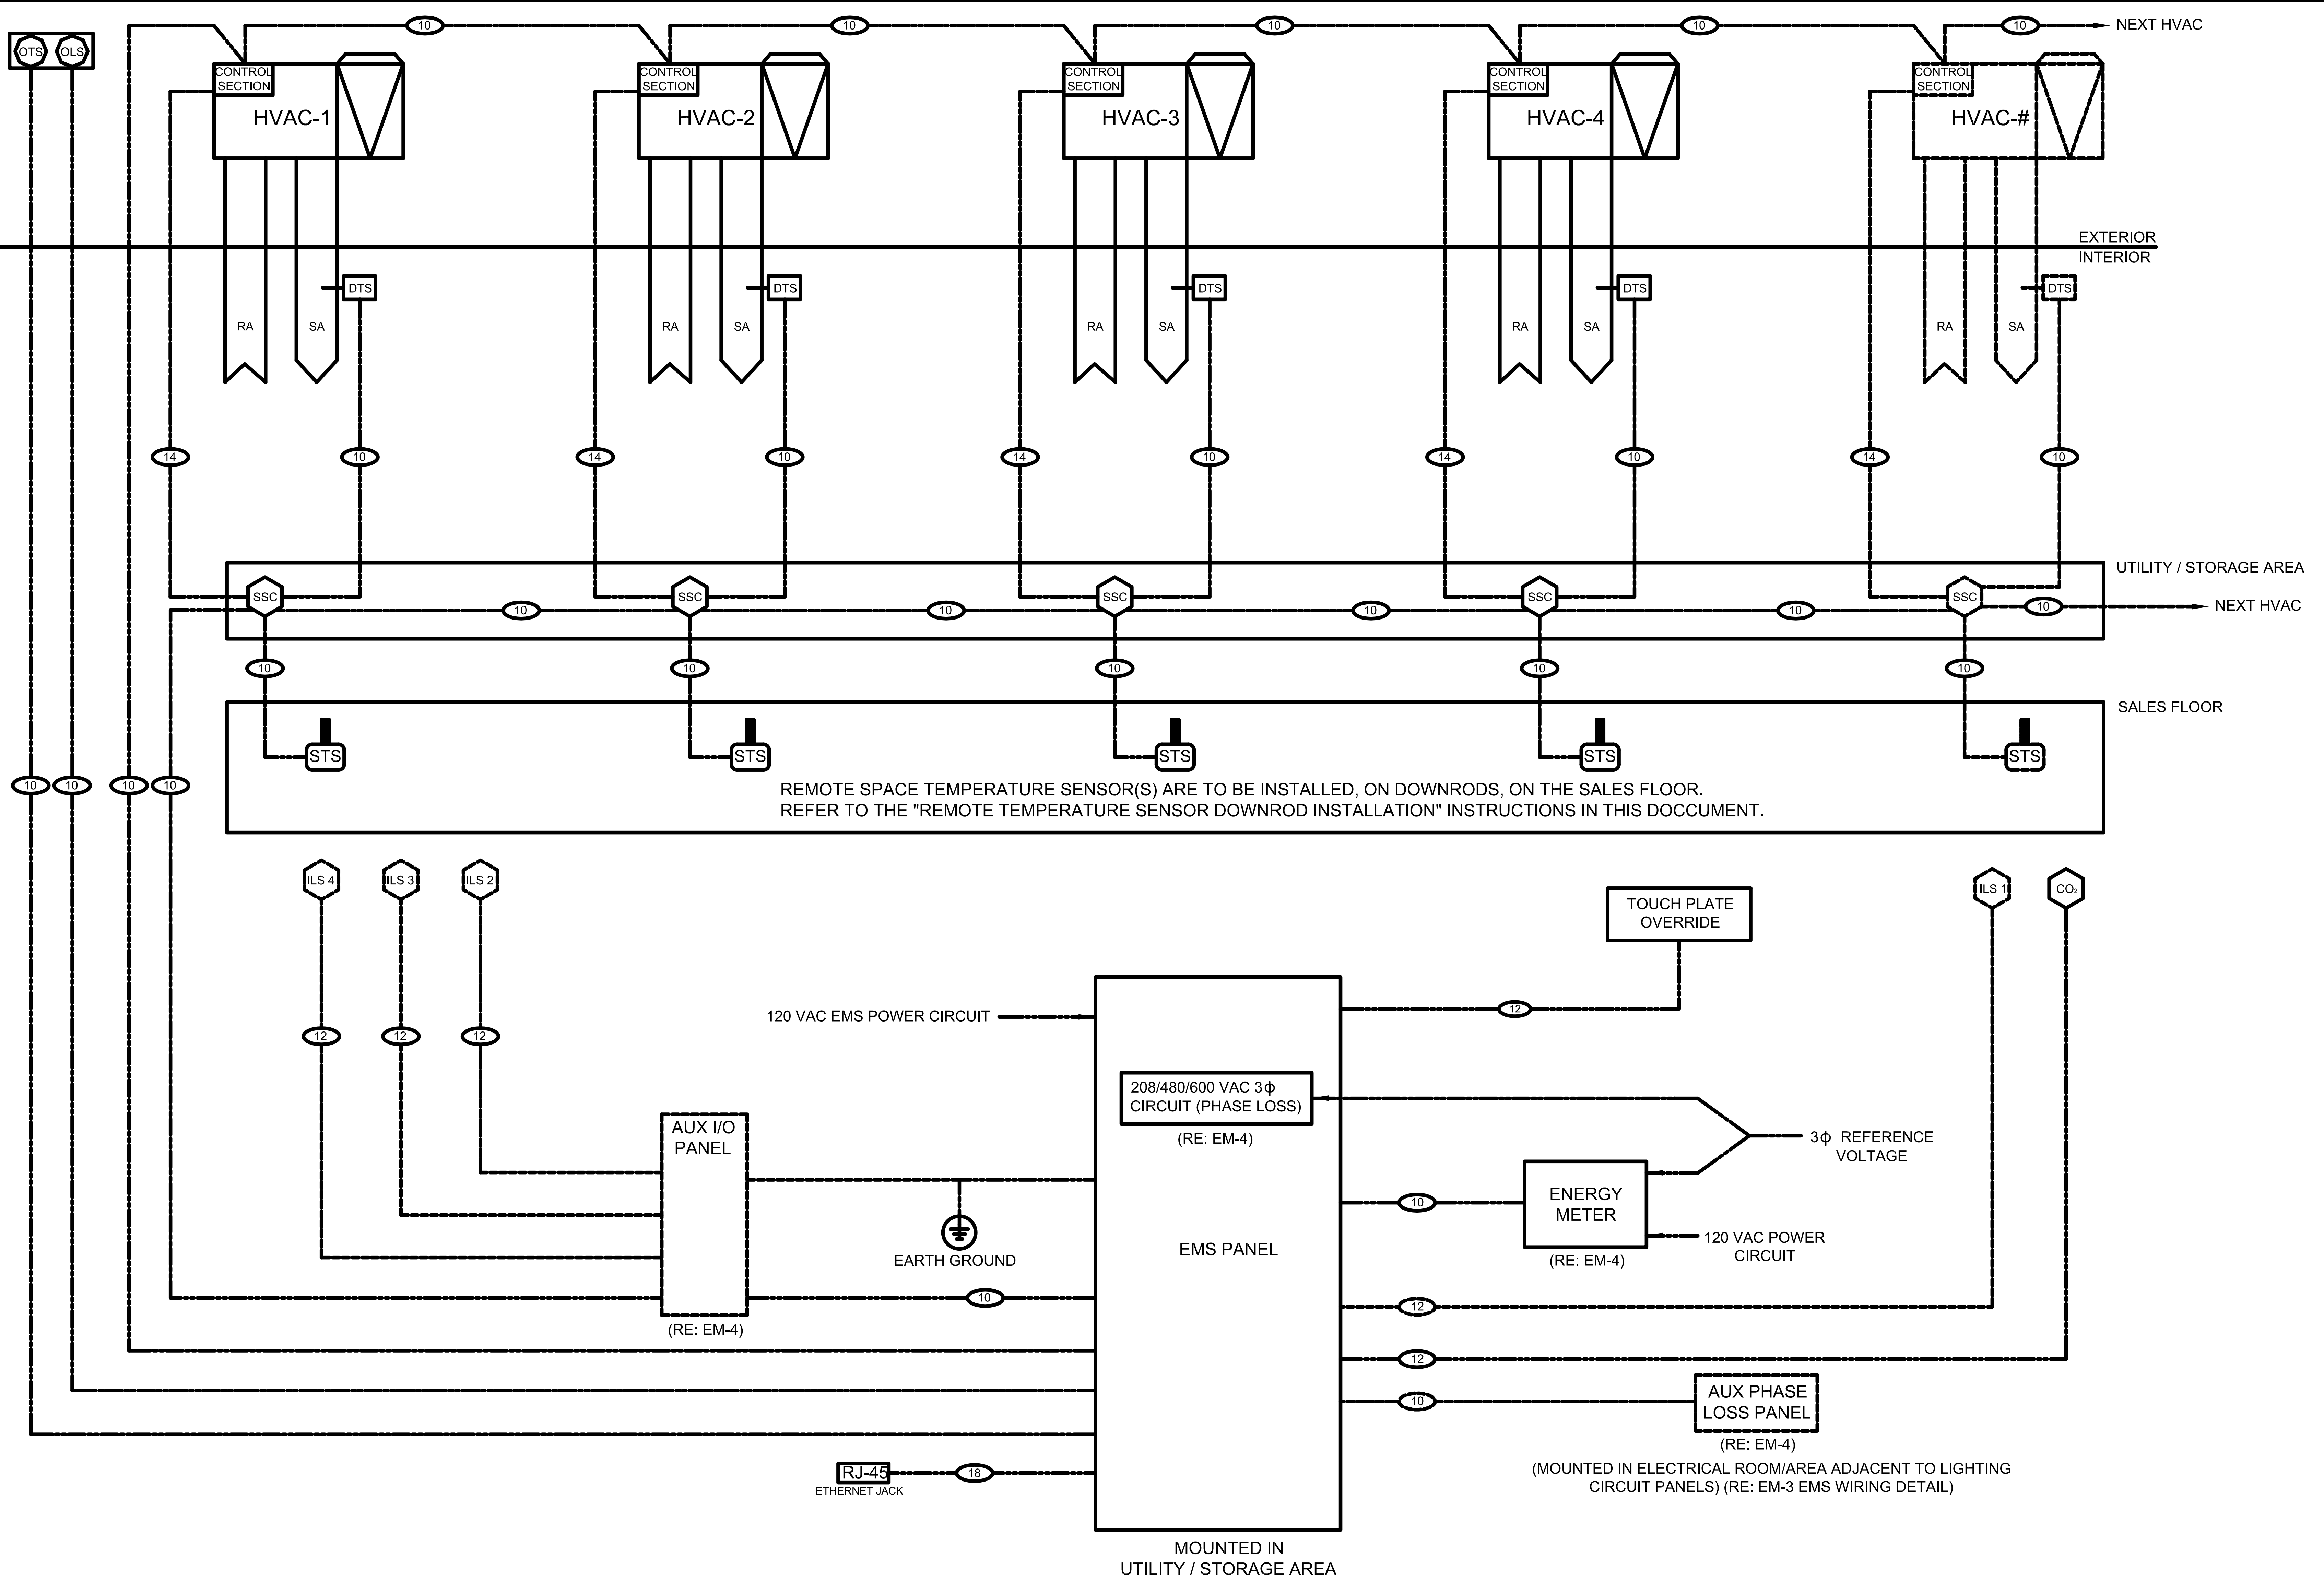 10 10 10 10 10 NEXT HVAC
OTS OLS
CONTROL SECTION CONTROL SECTION CONTROL SECTION CONTROL SECTION CONTROL SECTION
HVAC-1 HVAC-2 HVAC-3 HVAC-4 HVAC-#
EXTERIOR
INTERIOR
DTS DTS DTS DTS DTS
RA SA RA SA RA SA RA SA RA SA
14 10 14 10 14 10 14 10 14 10
UTILITY / STORAGE AREA
SSC SSC SSC SSC SSC
10 10 10 10 10 NEXT HVAC
10 10 10 10 10
SALES FLOOR
STS STS STS STS STS
10 10 10 10
REMOTE SPACE TEMPERATURE SENSOR(S) ARE TO BE INSTALLED, ON DOWNRODS, ON THE SALES FLOOR.
REFER TO THE "REMOTE TEMPERATURE SENSOR DOWNROD INSTALLATION" INSTRUCTIONS IN THIS DOCCUMENT.
ILS 4 ILS 3 ILS 2 ILS 1 CO₂
TOUCH PLATE
OVERRIDE
120 VAC EMS POWER CIRCUIT
12
12 12 12
208/480/600 VAC 3ϕ
CIRCUIT (PHASE LOSS)
(RE: EM-4)
AUX I/O
PANEL
3ϕ REFERENCE
VOLTAGE
10
ENERGY
METER
(RE: EM-4)
120 VAC POWER
CIRCUIT
EARTH GROUND
EMS PANEL
10
12
(RE: EM-4)
12
10
AUX PHASE
LOSS PANEL
(RE: EM-4)
(MOUNTED IN ELECTRICAL ROOM/AREA ADJACENT TO LIGHTING
CIRCUIT PANELS) (RE: EM-3 EMS WIRING DETAIL)
RJ-45 18
ETHERNET JACK
MOUNTED IN
UTILITY / STORAGE AREA